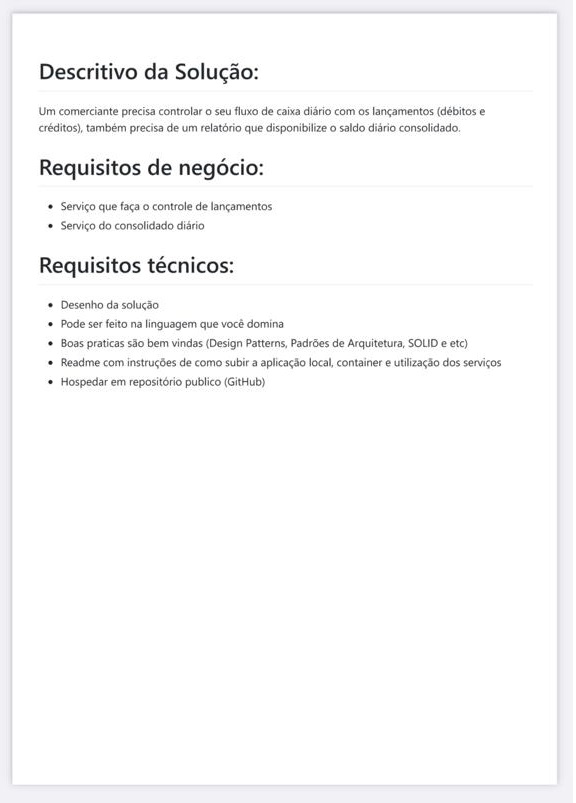 Descritivo da Solução:
Um comerciante precisa controlar o seu fluxo de caixa diário com os lançamentos (débitos e
créditos), também precisa de um relatório que disponibilize o saldo diário consolidado.
Requisitos de negócio:
• Serviço que faça o controle de lançamentos
• Serviço do consolidado diário
Requisitos técnicos:
• Desenho da solução
• Pode ser feito na linguagem que você domina
• Boas praticas são bem vindas (Design Patterns, Padrões de Arquitetura, SOLID e etc)
• Readme com instruções de como subir a aplicação local, container e utilização dos serviços
• Hospedar em repositório publico (GitHub)